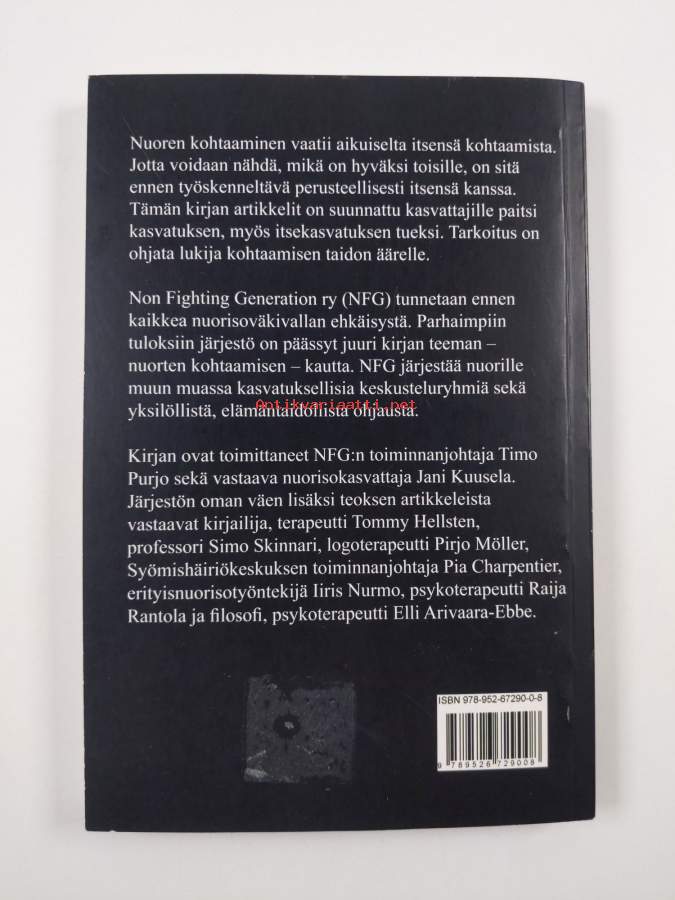 Nuoren kohtaaminen vaatii aikuiselta itsensä kohtaamista.
Jotta voidaan nähdä, mikä on hyväksi toisille, on sitä
ennen työskenneltävä perusteellisesti itsensä kanssa.
Tämän kirjan artikkelit on suunnattu kasvattajille paitsi
kasvatuksen, myös itsekasvatuksen tueksi. Tarkoitus on
ohjata lukija kohtaamisen taidon äärelle.
Non Fighting Generation ry (NFG) tunnetaan ennen
kaikkea nuorisoväkivallan ehkäisystä. Parhaimpiin
tuloksiin järjestö on päässyt juuri kirjan teeman –
nuorten kohtaamisen – kautta. NFG järjestää nuorille
muun muassa kasvatuksellisia keskusteluryhmiä sekä
yksilöllistä, elämäntaidollista ohjausta.
Antikvariaatti.net
Kirjan ovat toimittaneet NFG:n toiminnanjohtaja Timo
Purjo sekä vastaava nuorisokasvattaja Jani Kuusela.
Järjestön oman väen lisäksi teoksen artikkeleista
vastaavat kirjailija, terapeutti Tommy Hellsten,
professori Simo Skinnari, logoterapeutti Pirjo Möller,
Syömishäiriökeskuksen toiminnanjohtaja Pia Charpentier,
erityisnuorisotyöntekijä Iiris Nurmo, psykoterapeutti Raija
Rantola ja filosofi, psykoterapeutti Elli Arivaara-Ebbe.
ISBN 978-952-67290-0-8
9 789526 729008